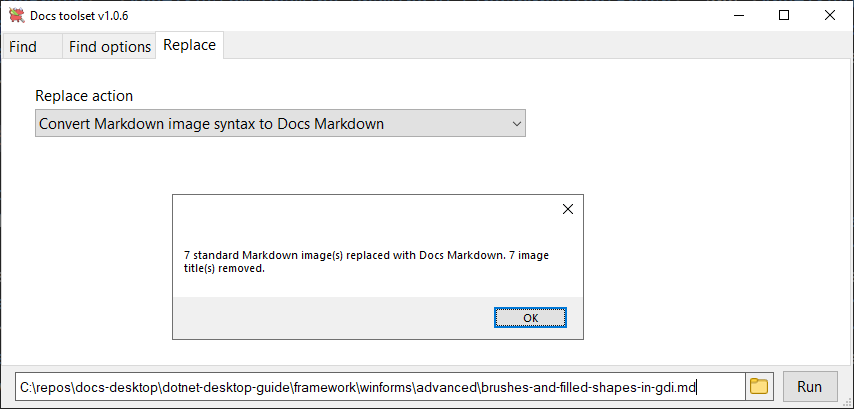 Docs toolset v1.0.6
Find Find options Replace
Replace action
Convert Markdown image syntax to Docs Markdown
7 standard Markdown image(s) replaced with Docs Markdown. 7 image
title(s) removed.
OK
C:\repos\docs-desktop\dotnet-desktop-guide\framework\winforms\advanced\brushes-and-filled-shapes-in-gdi.md Run